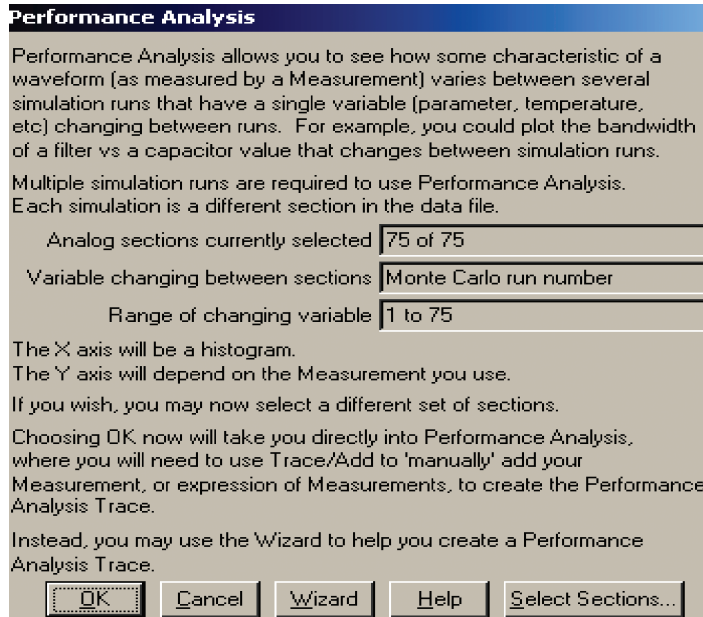 Performance Analysis
Performance Analysis allows you to see how some characteristic of a
waveform (as measured by a Measurement) varies between several
simulation runs that have a single variable (parameter, temperature,
etc) changing between runs. For example, you could plot the bandwidth
of a filter vs a capacitor value that changes between simulation runs.
Multiple simulation runs are required to use Performance Analysis.
Each simulation is a different section in the data file.
Analog sections currently selected 75 of 75
Variable changing between sections Monte Carlo run number
Range of changing variable 1 to 75
The X axis will be a histogram.
The Y axis will depend on the Measurement you use.
If you wish, you may now select a different set of sections.
Choosing OK now will take you directly into Performance Analysis,
where you will need to use Trace/Add to 'manually' add your
Measurement, or expression of Measurements, to create the Performance
Analysis Trace.
Instead, you may use the Wizard to help you create a Performance
Analysis Trace.
OK Cancel Wizard Help Select Sections...